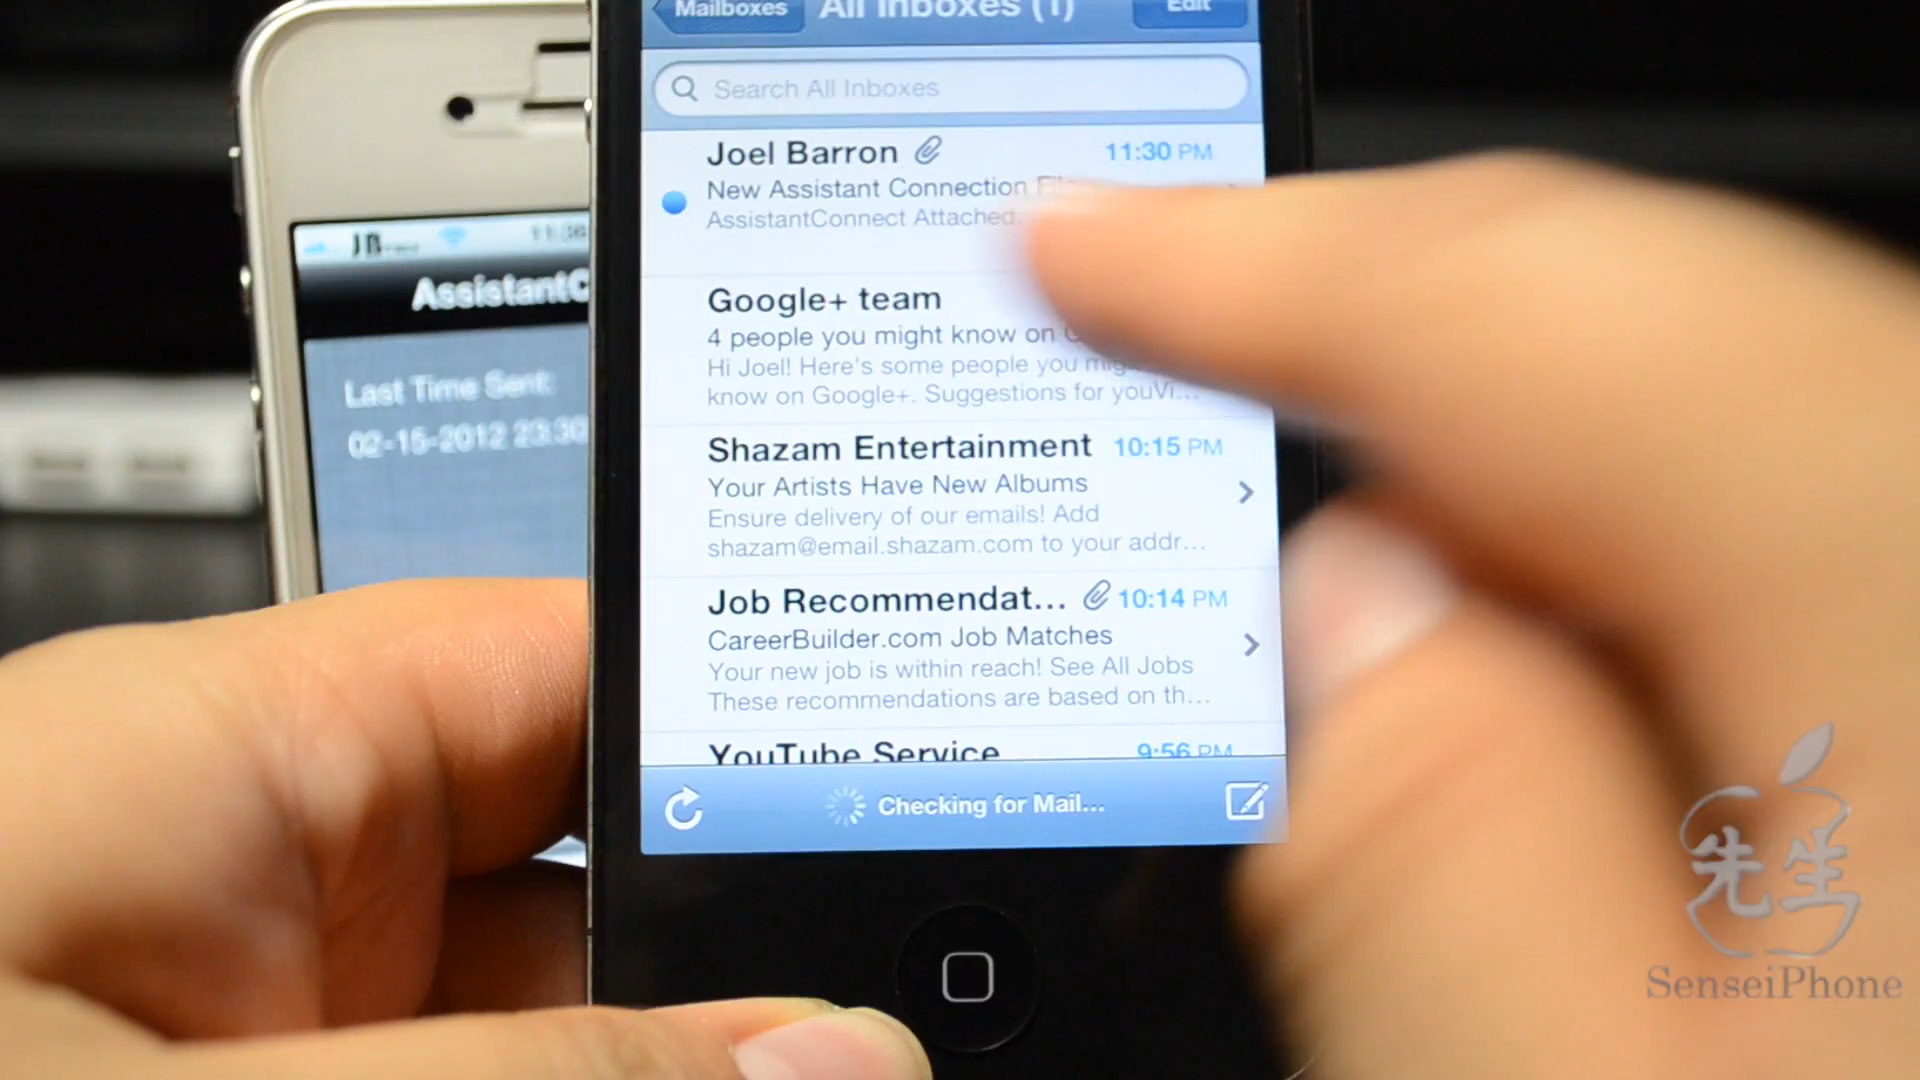 Mailboxes
All Inboxes (1)
Edit
Search All Inboxes
Joel Barron
11:30 PM
New Assistant Connection
AssistantConnect Attached.
Google+ team
4 people you might know on
Hi Joel! Here's some people you
know on Google+. Suggestions for youVi...
Shazam Entertainment
10:15 PM
Your Artists Have New Albums
Ensure delivery of our emails! Add
shazam@email.shazam.com to your addr...
Job Recommendat...
10:14 PM
CareerBuilder.com Job Matches
Your new job is within reach! See All Jobs
These recommendations are based on th...
YouTube Service
9:56 PM
Checking for Mail...
AssistantC
Last Time Sent:
02-15-2012 23:30
先生
SenseiPhone